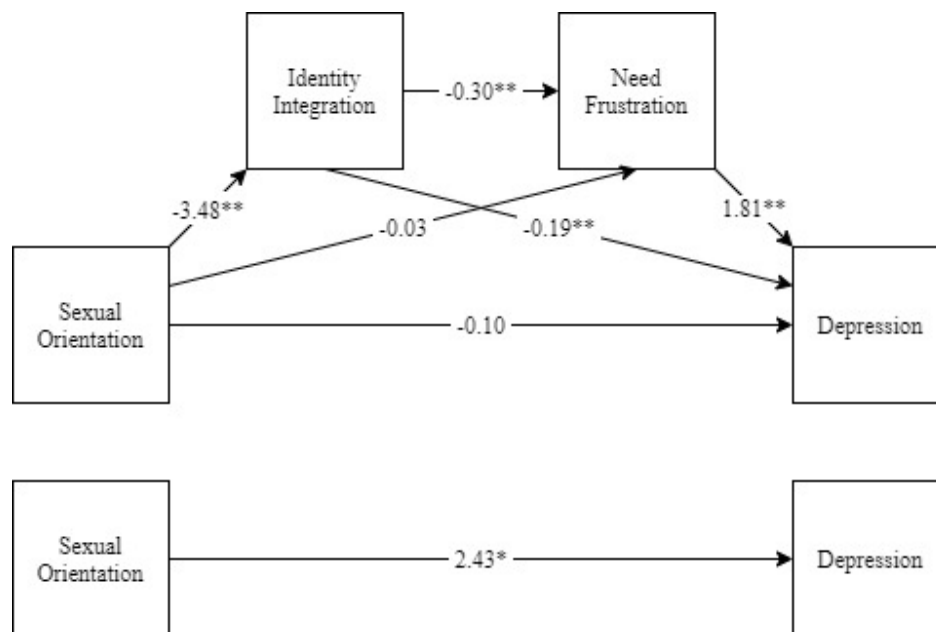 Identity
Integration
-0.30**
Need
Frustration
-3.48**
-0.03
-0.19**
1.81**
Sexual
Orientation
-0.10
Depression
Sexual
Orientation
2.43*
Depression